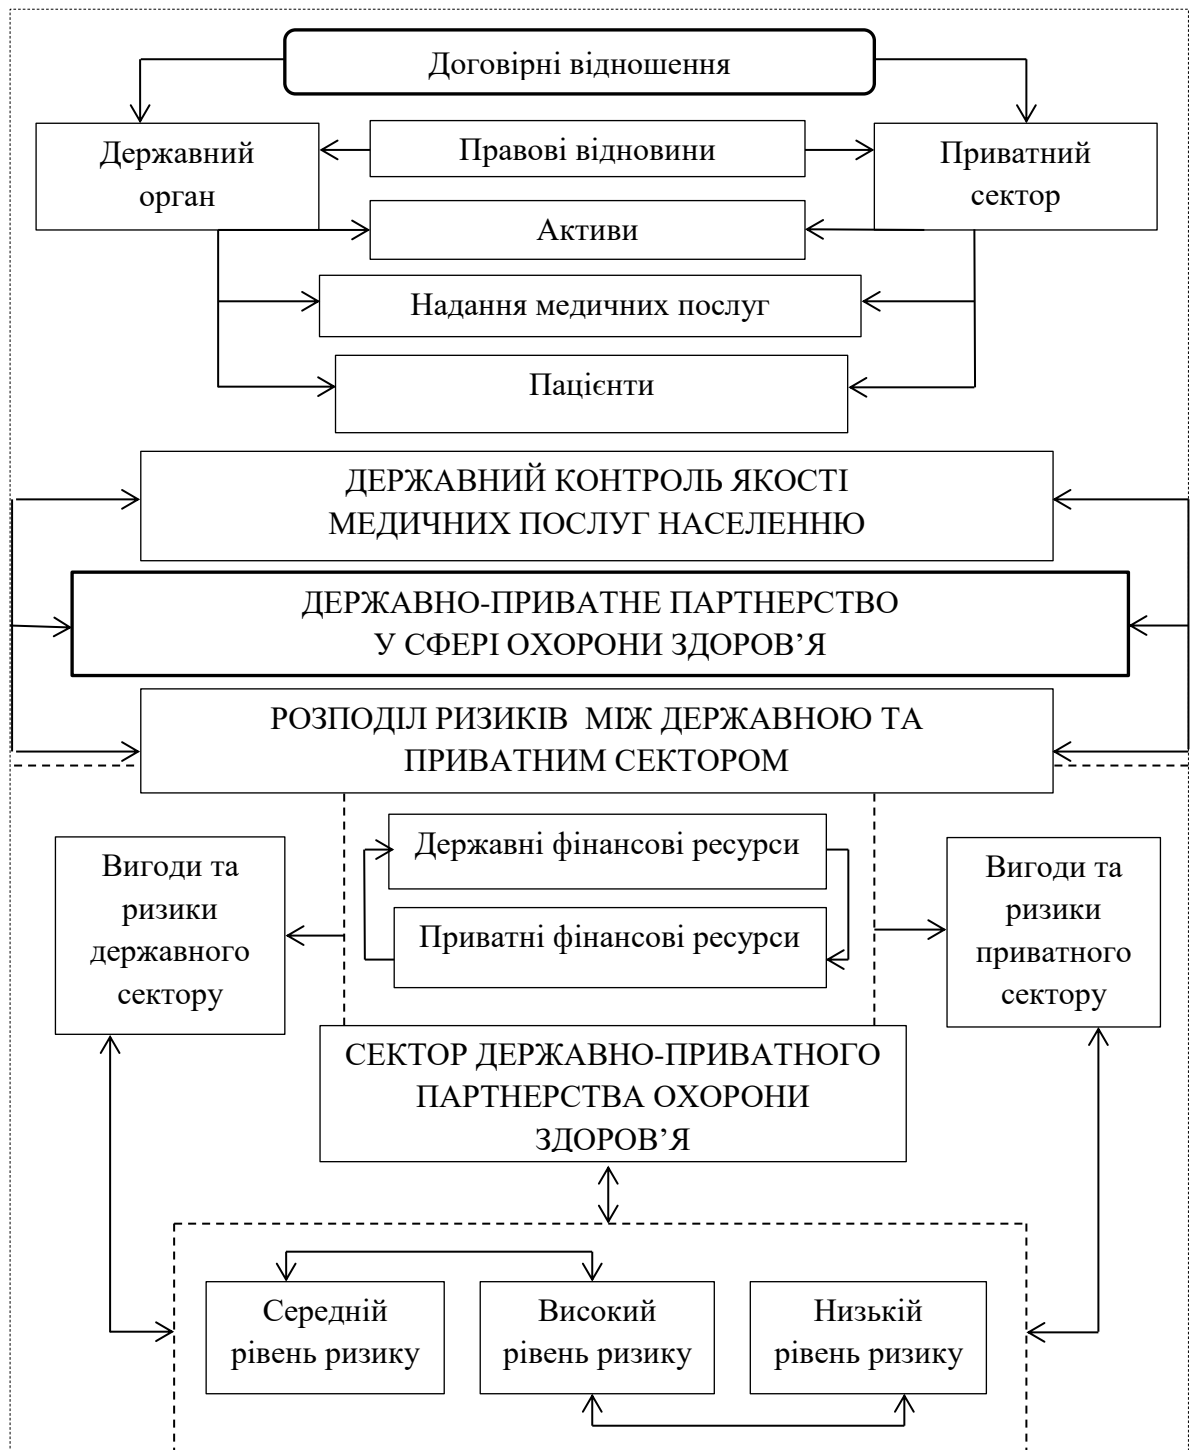 Договірні відношення
Державний
орган
Правові відновини
Приватний
сектор
Активи
Надання медичних послуг
Пацієнти
ДЕРЖАВНИЙ КОНТРОЛЬ ЯКОСТІ
МЕДИЧНИХ ПОСЛУГ НАСЕЛЕННЮ
ДЕРЖАВНО-ПРИВАТНЕ ПАРТНЕРСТВО
У СФЕРІ ОХОРОНИ ЗДОРОВ’Я
РОЗПОДІЛ РИЗИКІВ МІЖ ДЕРЖАВНОЮ ТА
ПРИВАТНИМ СЕКТОРОМ
Вигоди та
ризики
державного
сектору
Державні фінансові ресурси
Приватні фінансові ресурси
Вигоди та
ризики
приватного
сектору
СЕКТОР ДЕРЖАВНО-ПРИВАТНОГО
ПАРТНЕРСТВА ОХОРОНИ
ЗДОРОВ’Я
Середній
рівень ризику
Високий
рівень ризику
Низькій
рівень ризику